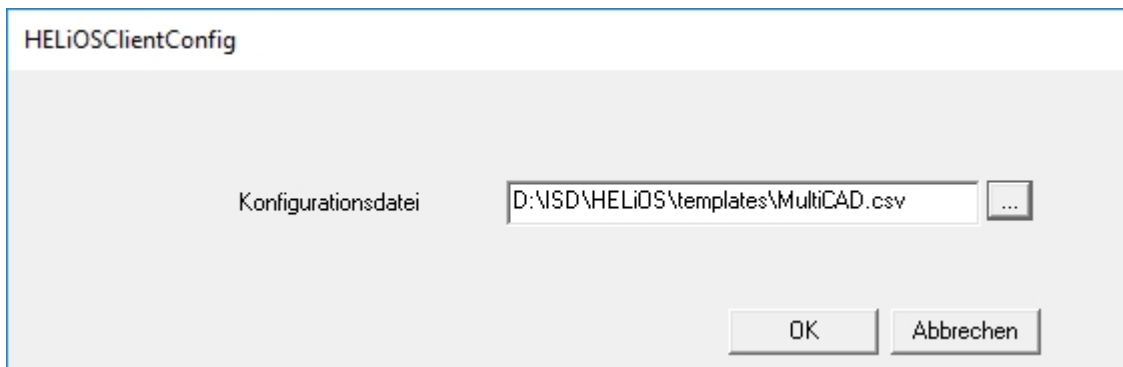 HELiOSClientConfig
Konfigurationsdatei D:\ISD\HELiOS\templates\MultiCAD.csv ...
OK Abbrechen